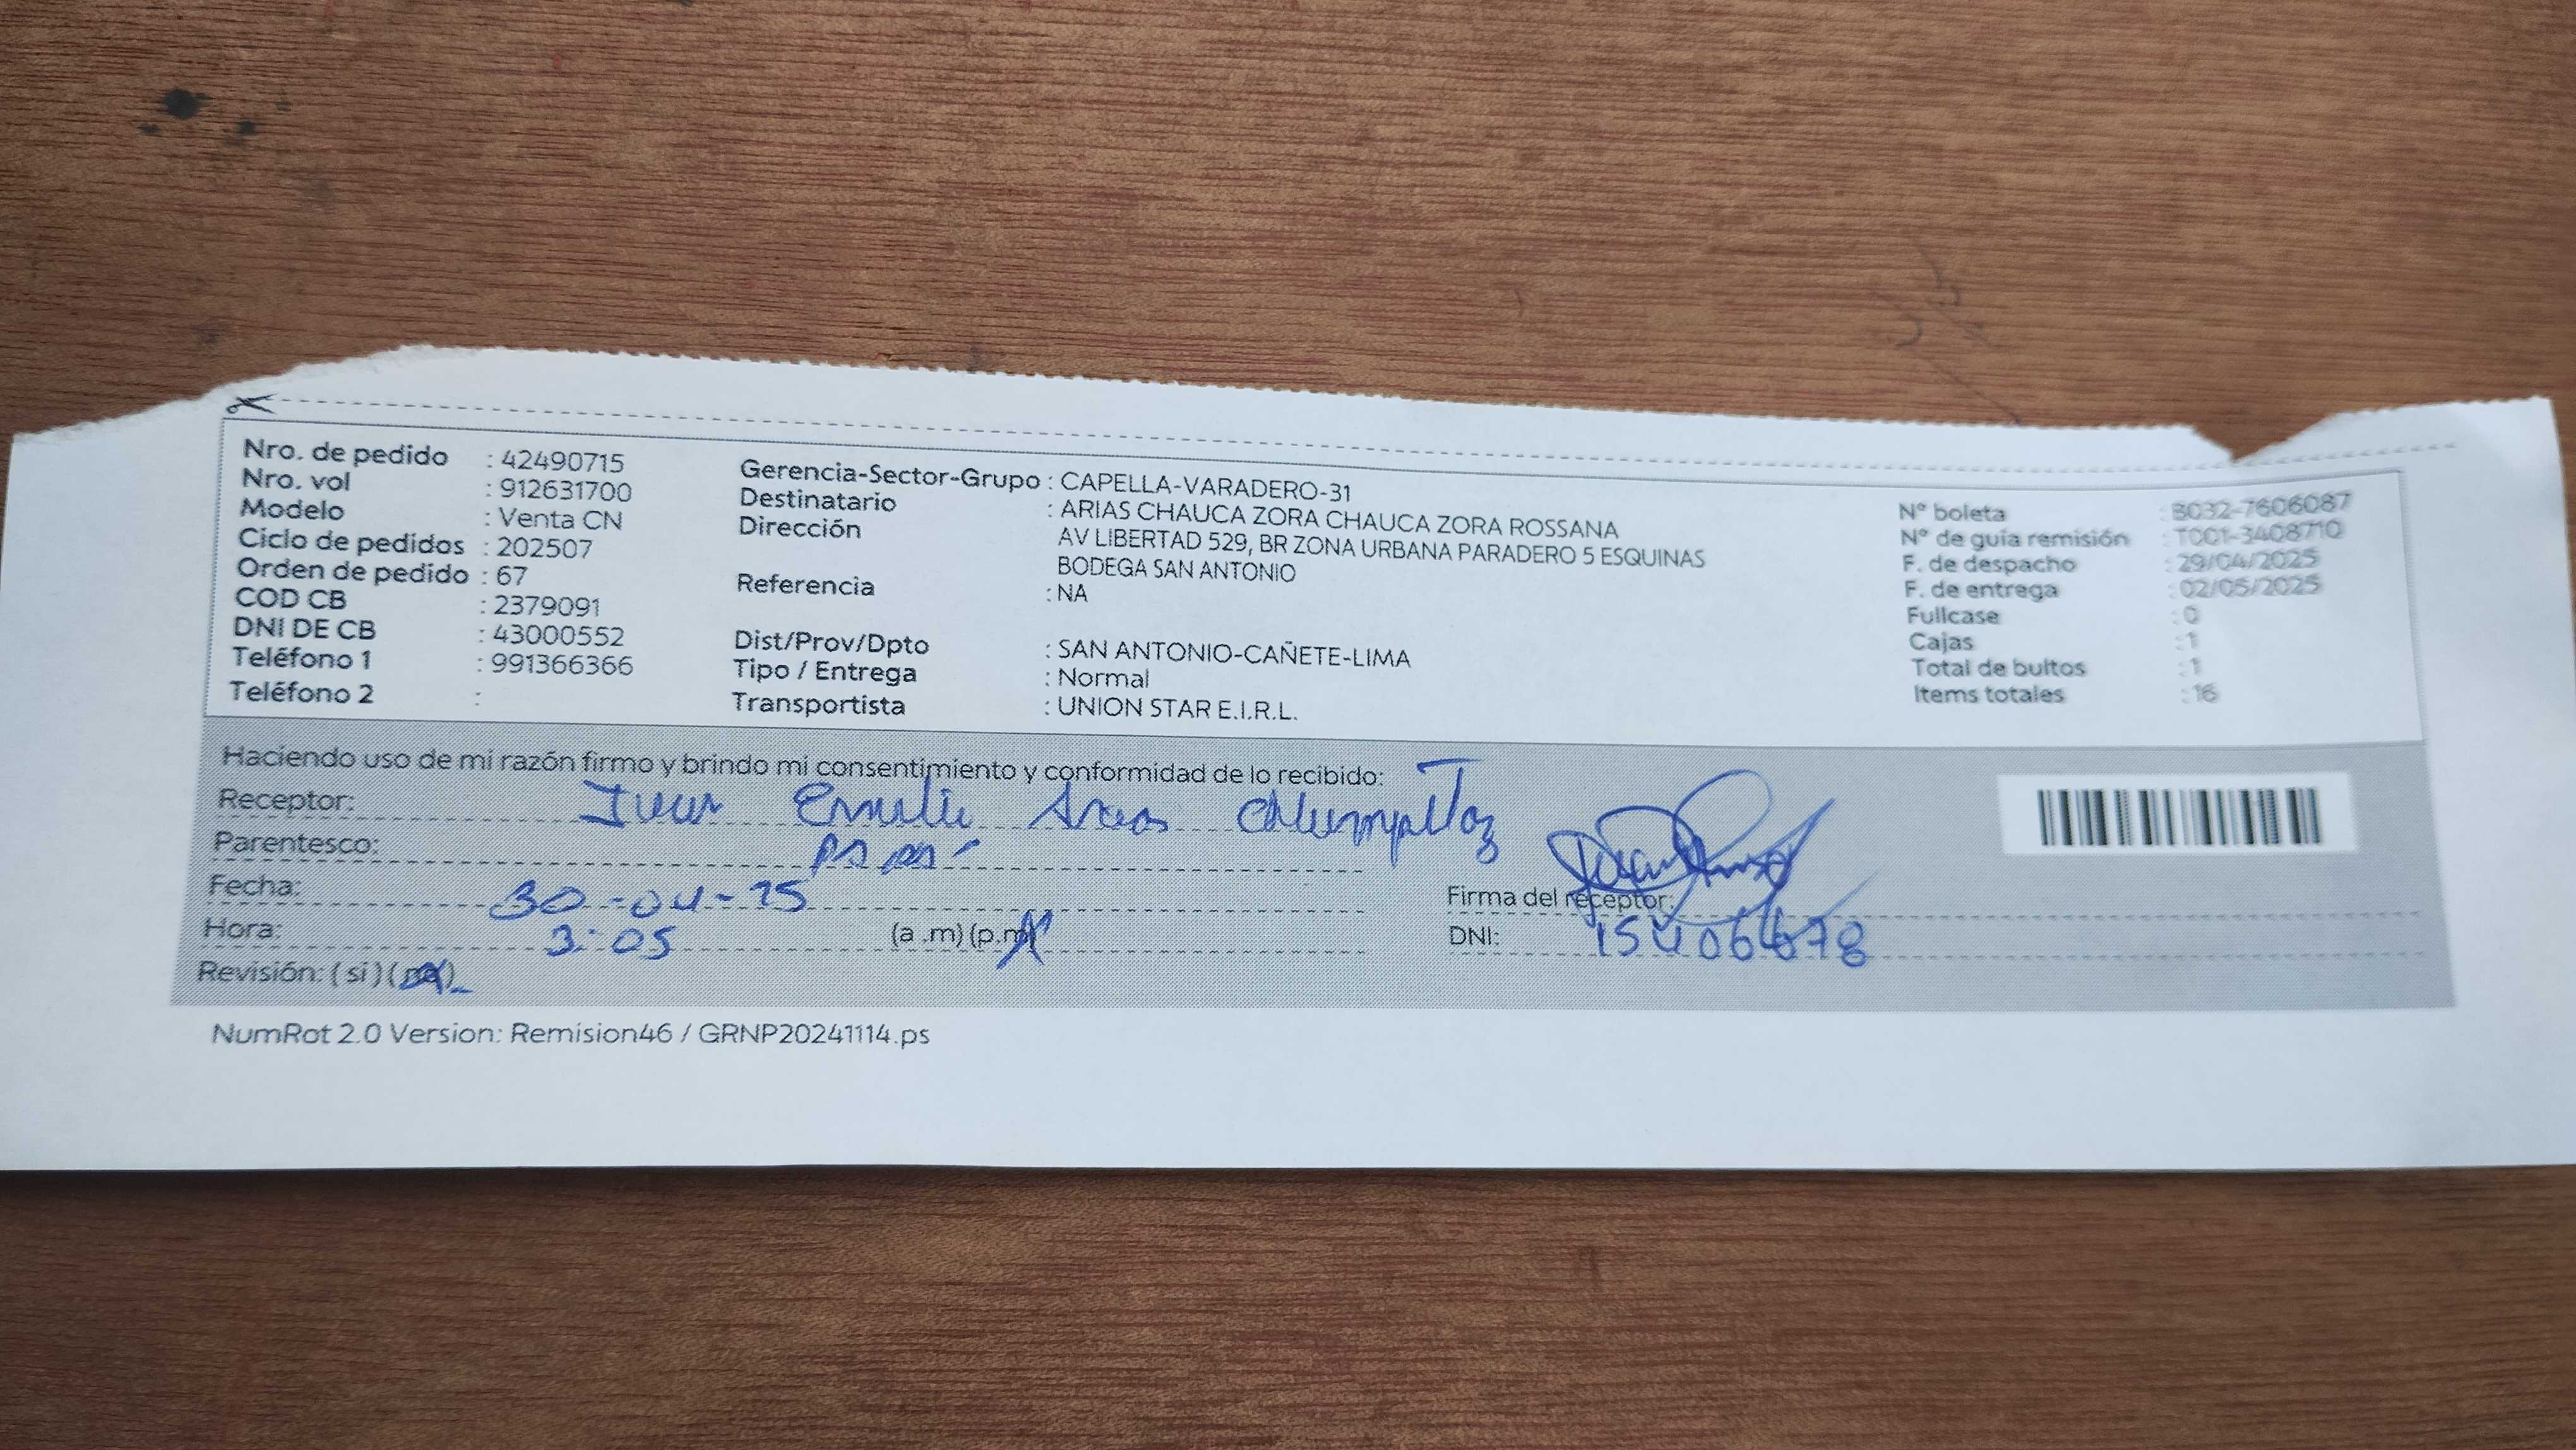 Nro. de pedido : 42490715
Nro. vol : 912631700
Modelo : Venta CN
Ciclo de pedidos : 202507
Orden de pedido : 67
COD CB : 2379091
DNI DE CB : 43000552
Teléfono 1 : 991366366
Teléfono 2 :
Gerencia-Sector-Grupo : CAPELLA-VARADERO-31
Destinatario : ARIAS CHAUCA ZORA CHAUCA ZORA ROSSANA
Dirección AV LIBERTAD 529, BR ZONA URBANA PARADERO 5 ESQUINAS
BODEGA SAN ANTONIO
Referencia : NA
Dist/Prov/Dpto : SAN ANTONIO-CAÑETE-LIMA
Tipo / Entrega : Normal
Transportista : UNION STAR E.I.R.L.
N° boleta : B032-7606087
N° de guía remisión : T001-3408710
F. de despacho : 29/04/2025
F. de entrega : 02/05/2025
Fullcase : 0
Cajas : 1
Total de bultos : 1
Items totales : 16
Haciendo uso de mi razón firmo y brindo mi consentimiento y conformidad de lo recibido:
Receptor:
Parentesco:
Fecha: 30-04-25
Hora: 3:05 (a .m) (p.m)
Revisión: ( si ) ( no )
Firma del receptor:
DNI: 15406678
NumRot 2.0 Version: Remision46 / GRNP20241114.ps